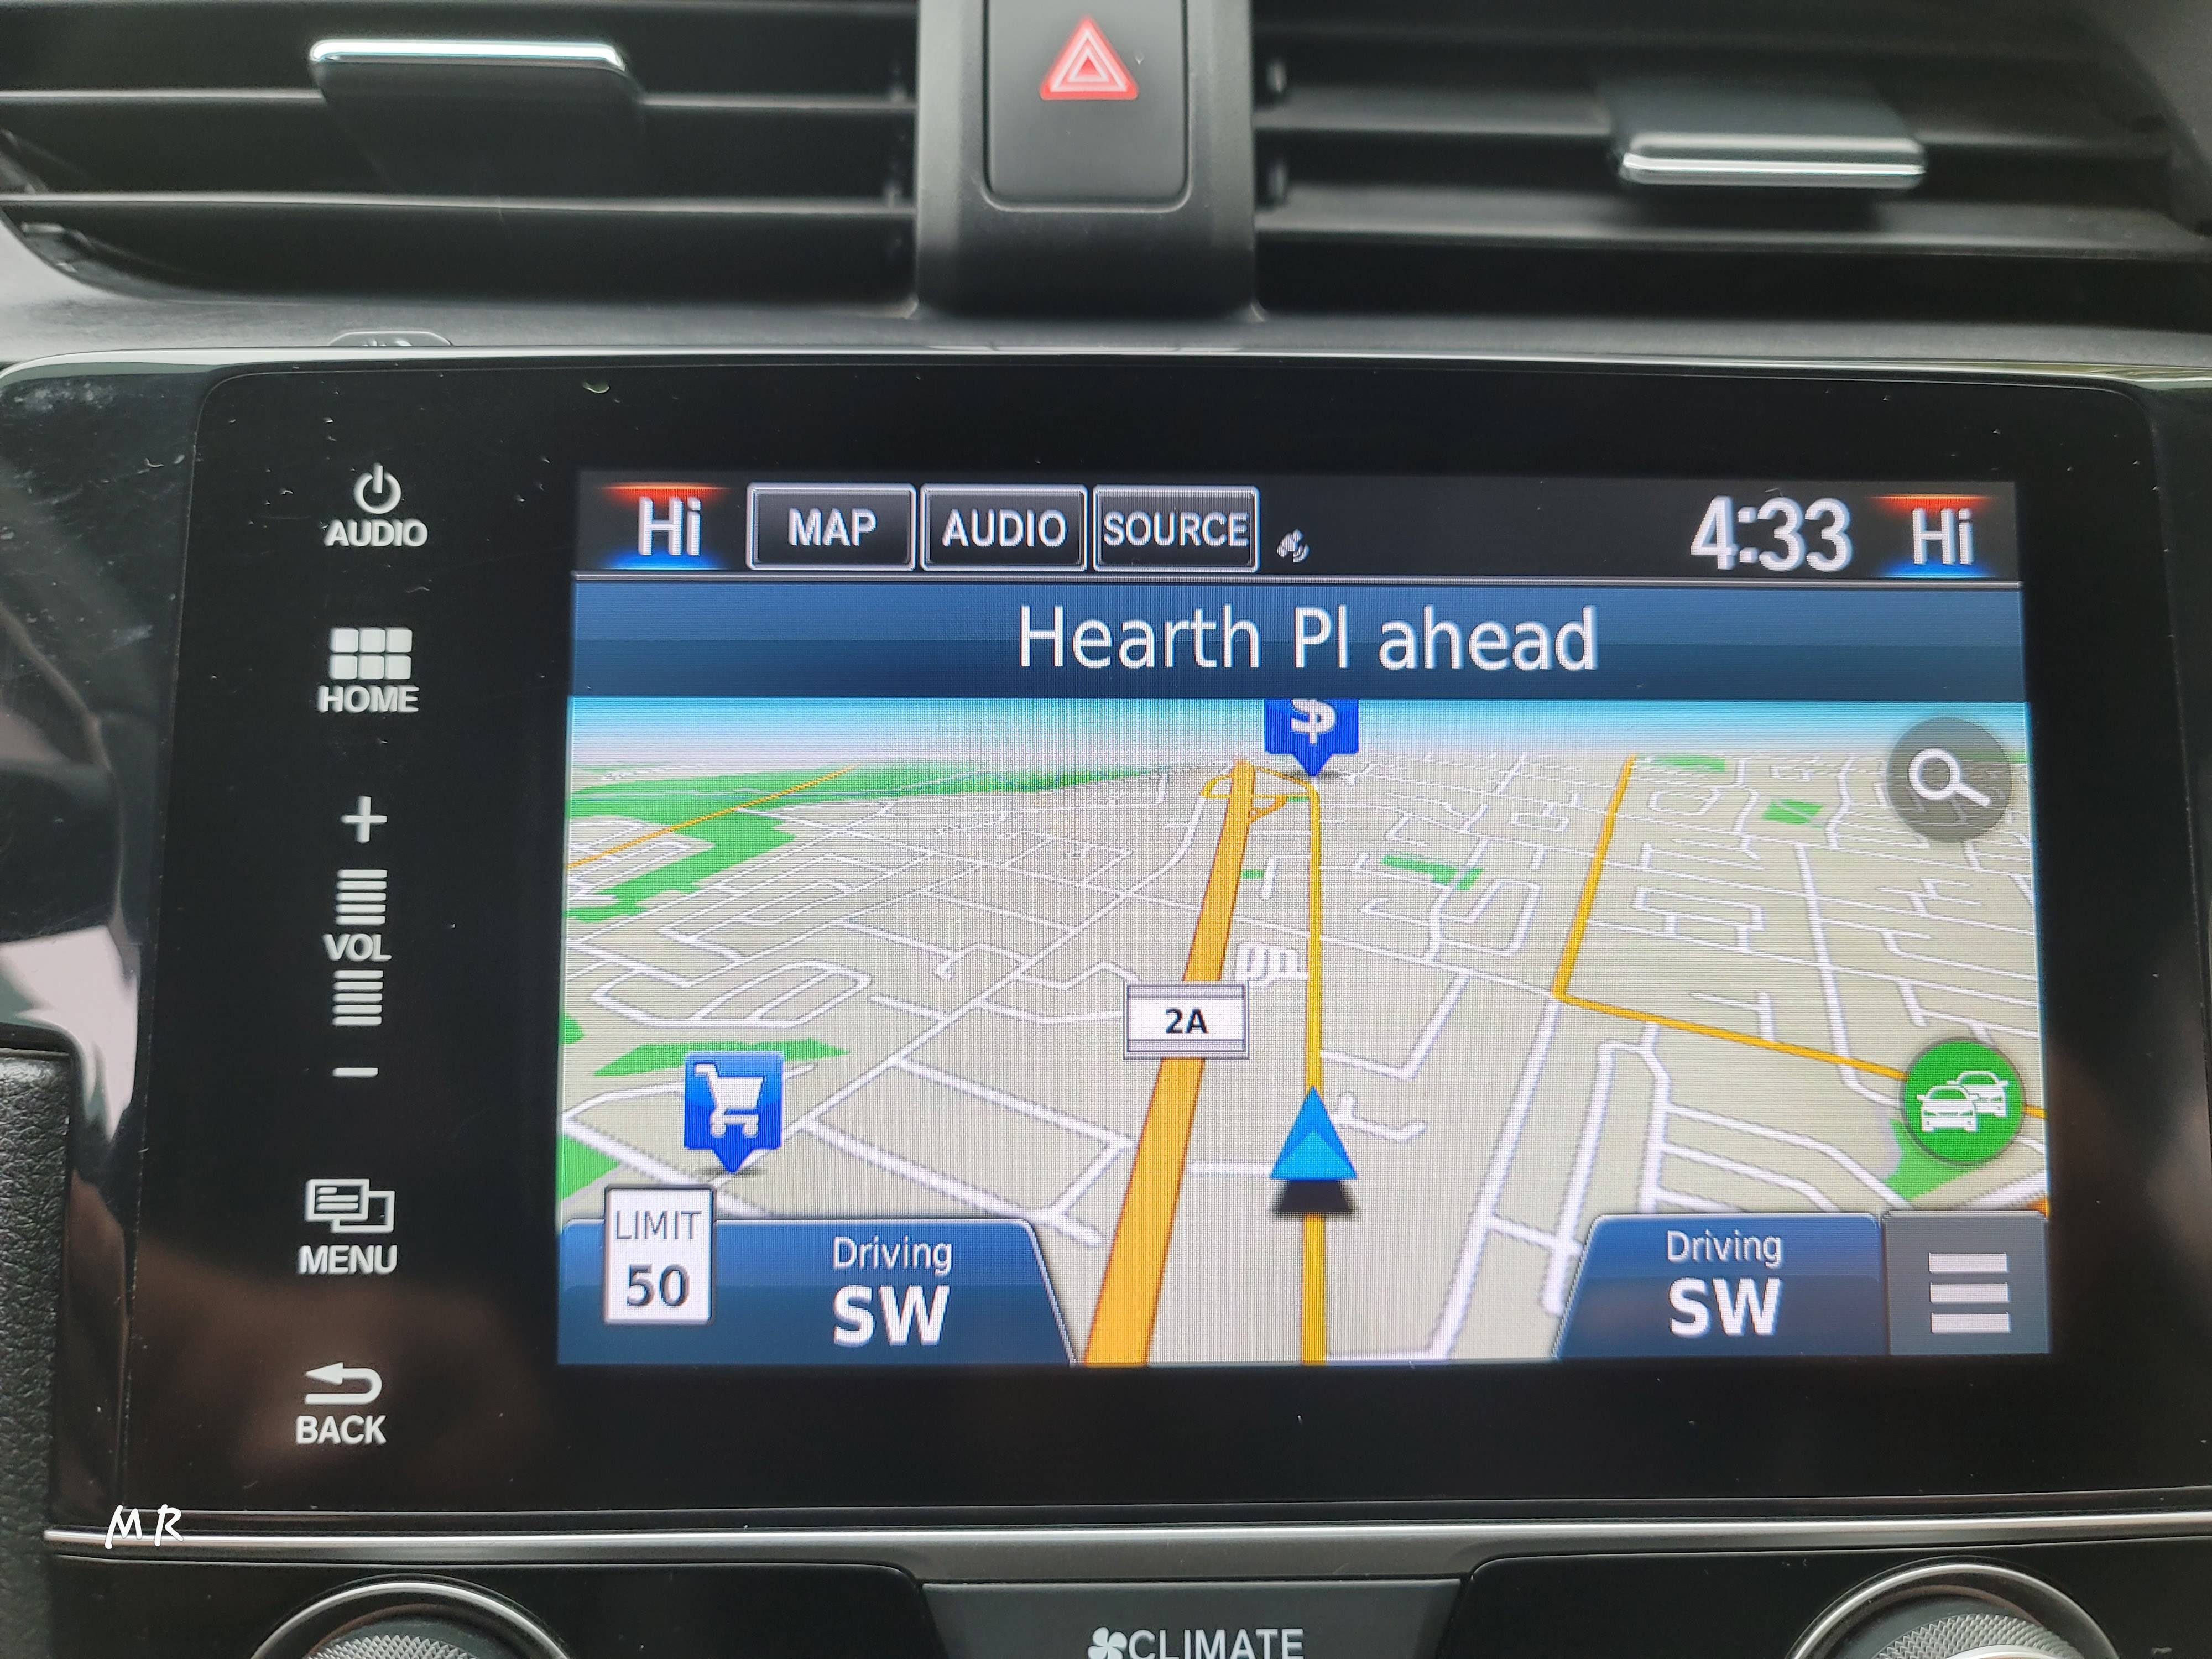 Hi MAP AUDIO SOURCE 4:33 Hi
Hearth Pl ahead
$
2A
LIMIT
50
Driving
SW
Driving
SW
AUDIO
HOME
+
VOL
−
MENU
BACK
MR
CLIMATE